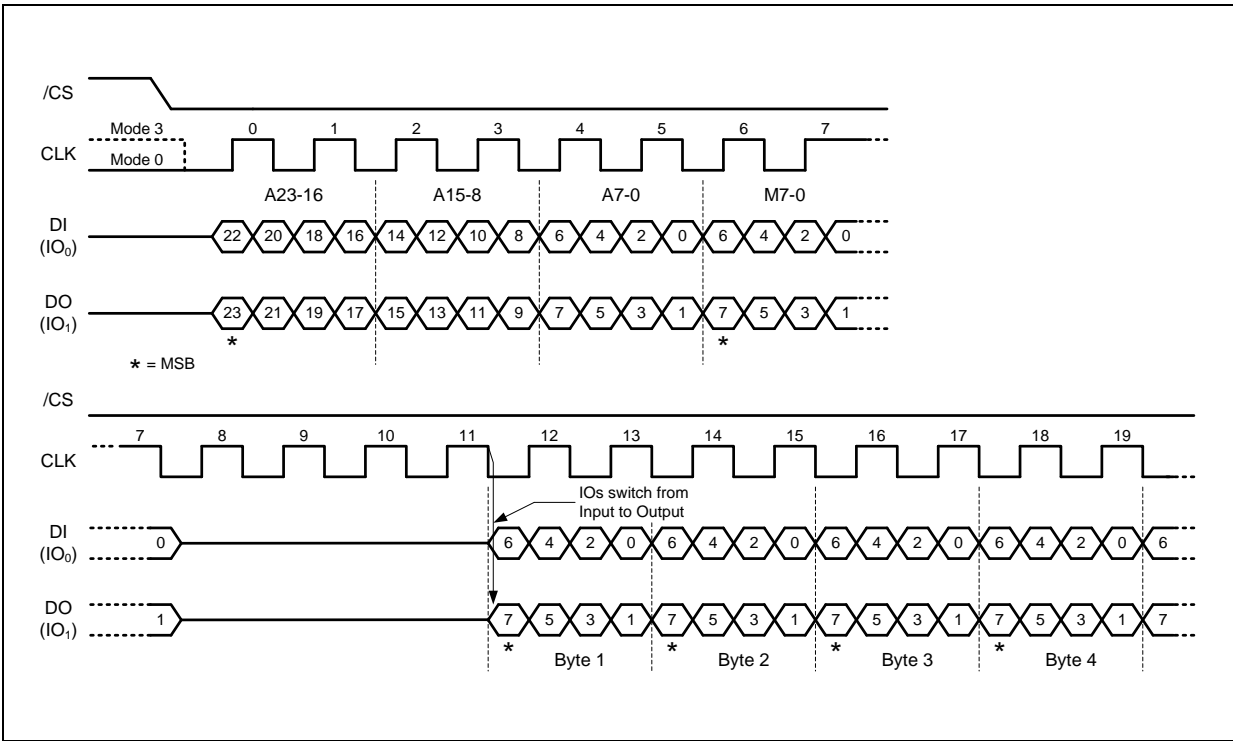 /CS
Mode 3 0 1 2 3 4 5 6 7
CLK
Mode 0
A23-16 A15-8 A7-0 M7-0
DI
(IO₀)
22 20 18 16 14 12 10 8 6 4 2 0 6 4 2 0
DO
(IO₁)
23 21 19 17 15 13 11 9 7 5 3 1 7 5 3 1
* *
* = MSB
/CS
7 8 9 10 11 12 13 14 15 16 17 18 19
CLK
IOs switch from
Input to Output
DI
(IO₀)
0 6 4 2 0 6 4 2 0 6 4 2 0 6 4 2 0 6
DO
(IO₁)
1 7 5 3 1 7 5 3 1 7 5 3 1 7 5 3 1 7
* Byte 1 * Byte 2 * Byte 3 * Byte 4